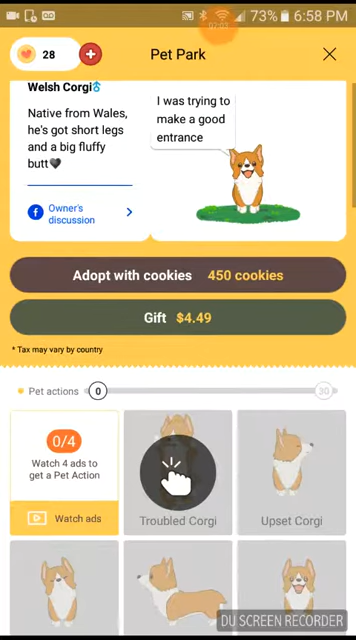 73% 6:58 PM
07:03
28
Pet Park
Welsh Corgi
Native from Wales,
he's got short legs
and a big fluffy
butt
Owner's
discussion
I was trying to
make a good
entrance
Adopt with cookies 450 cookies
Gift $4.49
* Tax may vary by country
Pet actions 0 30
0/4
Watch 4 ads to
get a Pet Action
Watch ads
Troubled Corgi
Upset Corgi
DU SCREEN RECORDER